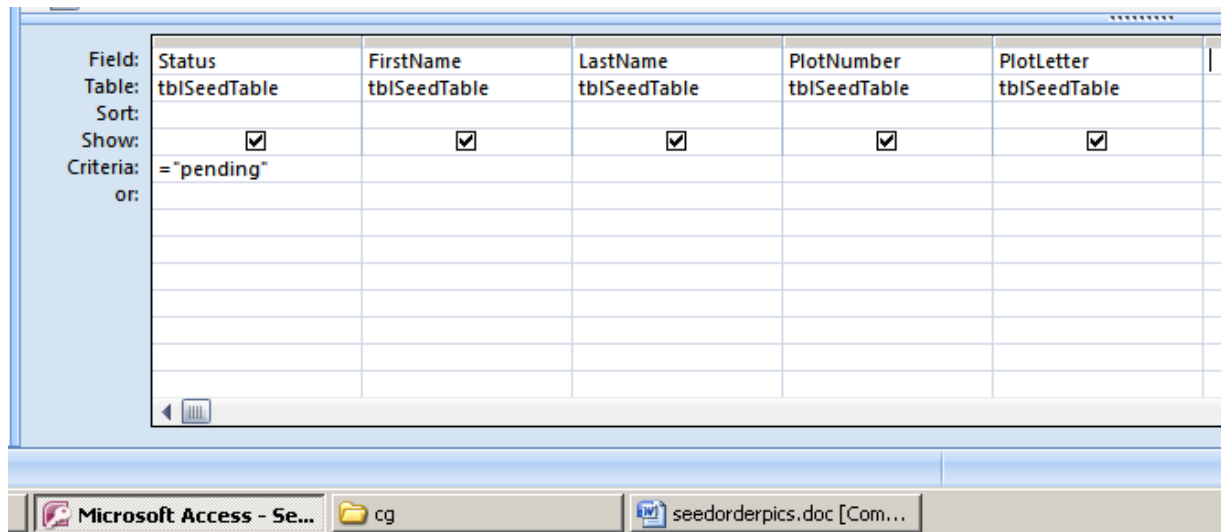 Field: Status FirstName LastName PlotNumber PlotLetter
Table: tblSeedTable tblSeedTable tblSeedTable tblSeedTable tblSeedTable
Sort:
Show:
Criteria: ="pending"
or:
Microsoft Access - Se... cg seedorderpics.doc [Com...